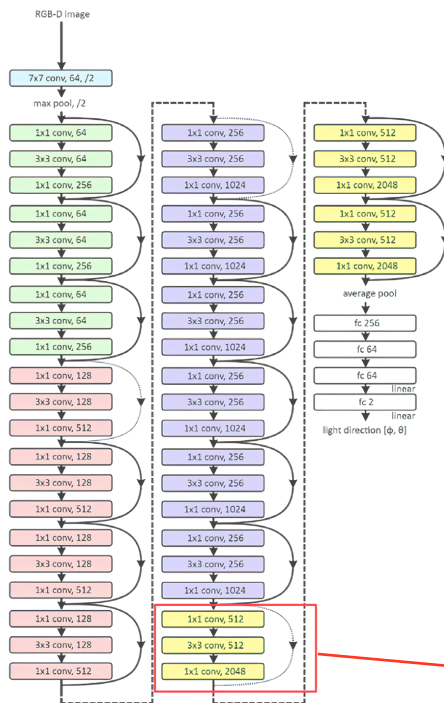 RGB-D image
7x7 conv, 64, /2
max pool, /2
1x1 conv, 64
3x3 conv, 64
1x1 conv, 256
1x1 conv, 64
3x3 conv, 64
1x1 conv, 256
1x1 conv, 64
3x3 conv, 64
1x1 conv, 256
1x1 conv, 128
3x3 conv, 128
1x1 conv, 512
1x1 conv, 128
3x3 conv, 128
1x1 conv, 512
1x1 conv, 128
3x3 conv, 128
1x1 conv, 512
1x1 conv, 128
3x3 conv, 128
1x1 conv, 512
1x1 conv, 256
3x3 conv, 256
1x1 conv, 1024
1x1 conv, 256
3x3 conv, 256
1x1 conv, 1024
1x1 conv, 256
3x3 conv, 256
1x1 conv, 1024
1x1 conv, 256
3x3 conv, 256
1x1 conv, 1024
1x1 conv, 256
3x3 conv, 256
1x1 conv, 1024
1x1 conv, 256
3x3 conv, 256
1x1 conv, 1024
1x1 conv, 512
3x3 conv, 512
1x1 conv, 2048
1x1 conv, 512
3x3 conv, 512
1x1 conv, 2048
1x1 conv, 512
3x3 conv, 512
1x1 conv, 2048
average pool
fc 256
fc 64
fc 64
linear
fc 2
linear
light direction [ϕ, θ]